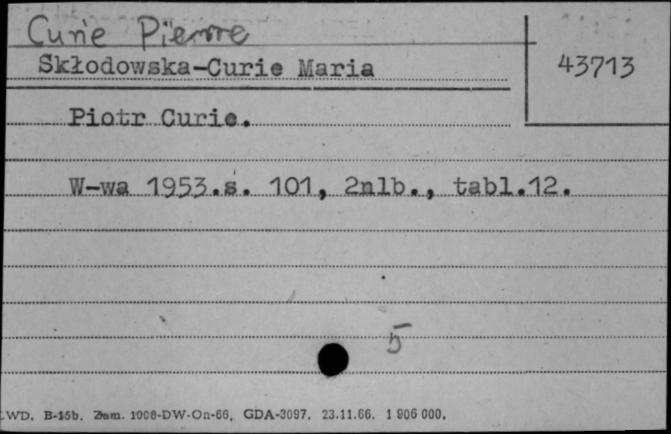 Curie Pierre
Skłodowska-Curie Maria
43713
Piotr Curie.
W-wa 1953.s. 101, 2nlb., tabl.12.
5
WD. B-15b. Zam. 1008-DW-On-66. GDA-3097. 23.11.66. 1 906 000.